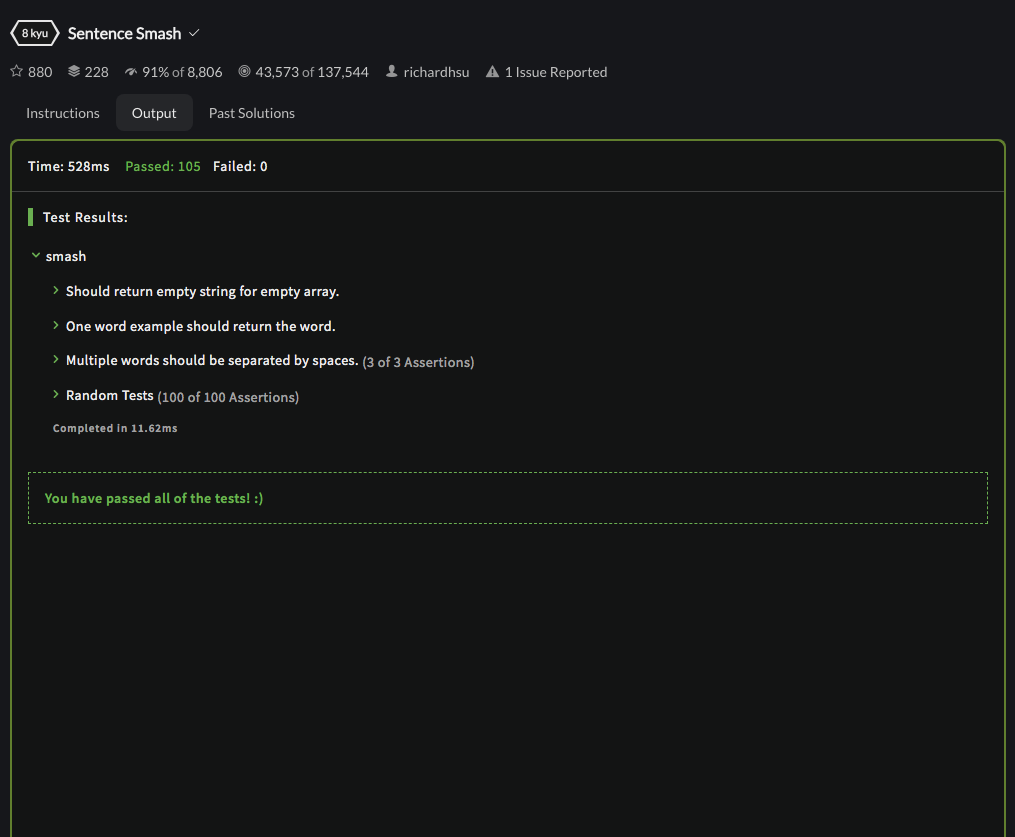 8 kyu Sentence Smash
880 228 91% of 8,806 43,573 of 137,544 richardhsu 1 Issue Reported
Instructions Output Past Solutions
Time: 528ms Passed: 105 Failed: 0
Test Results:
smash
Should return empty string for empty array.
One word example should return the word.
Multiple words should be separated by spaces. (3 of 3 Assertions)
Random Tests (100 of 100 Assertions)
Completed in 11.62ms
You have passed all of the tests! :)